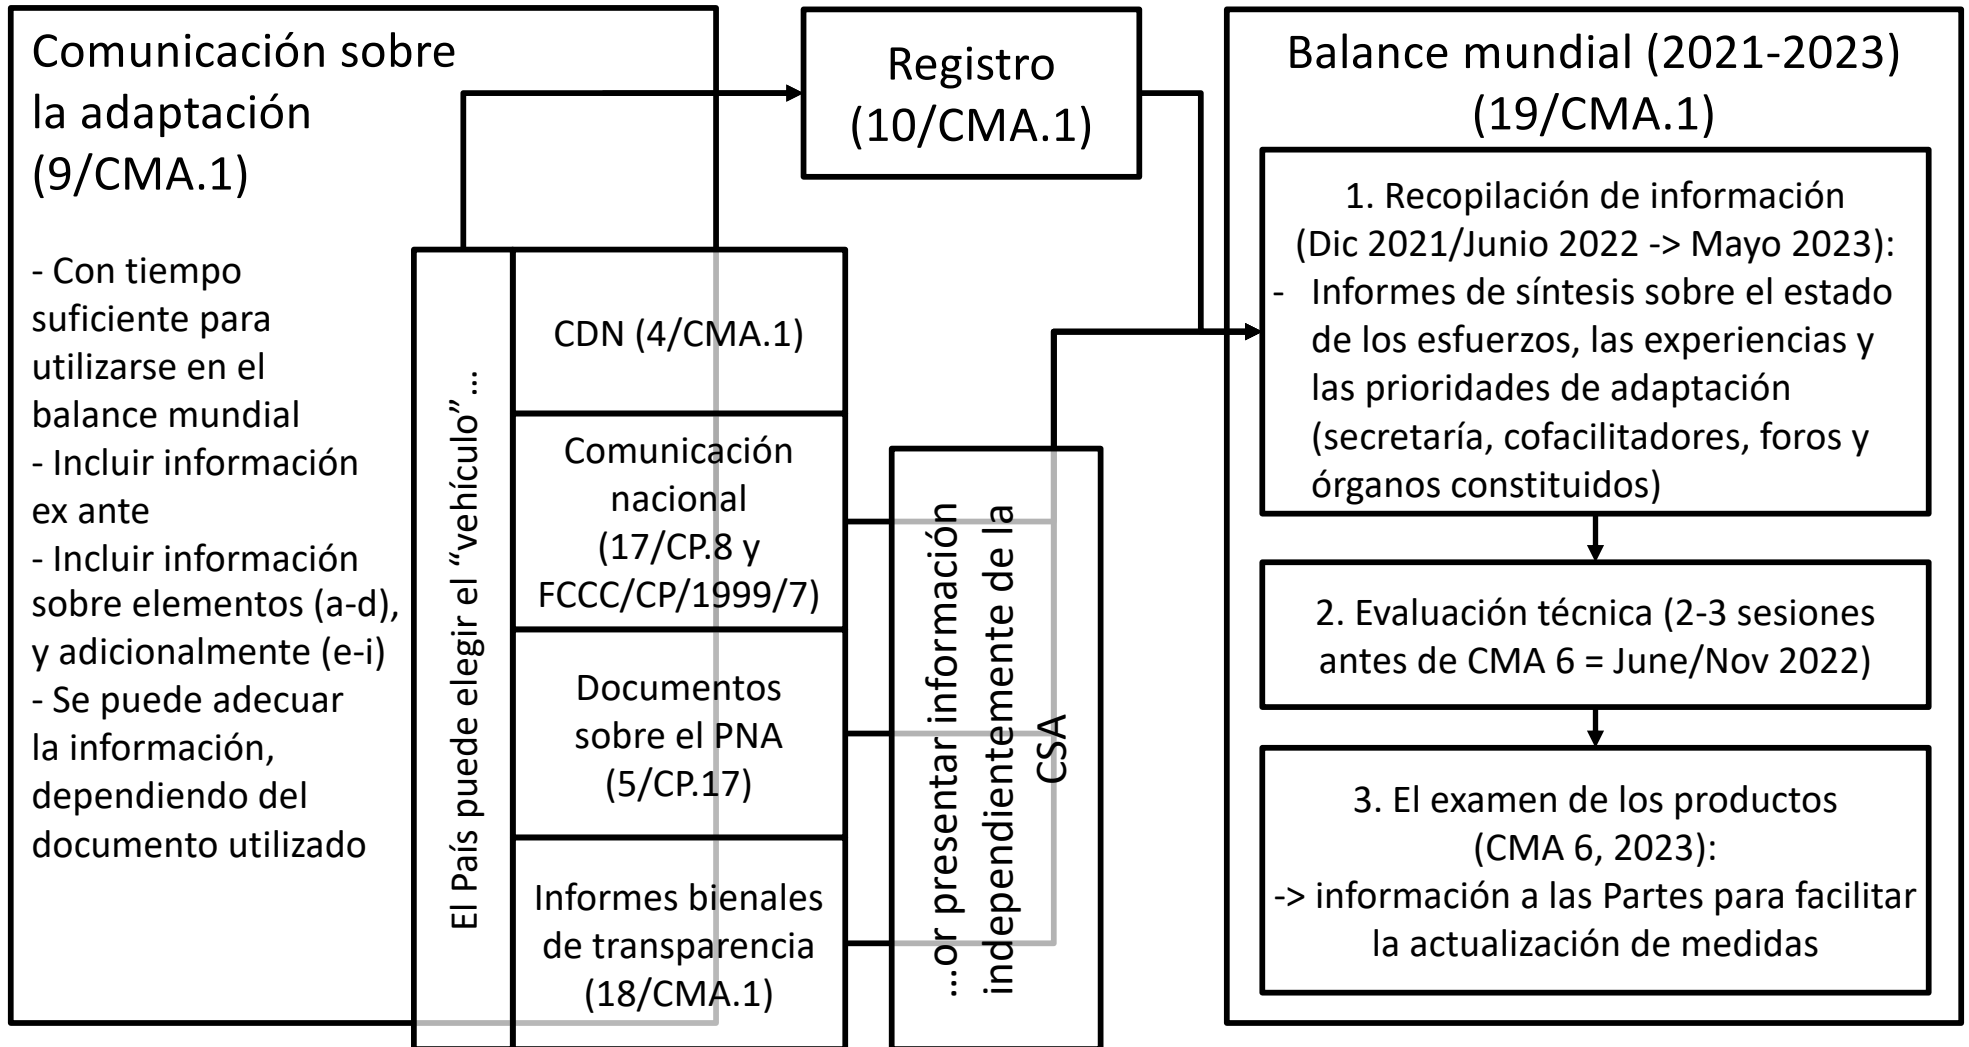 Comunicación sobre
la adaptación
(9/CMA.1)
- Con tiempo
suficiente para
utilizarse en el
balance mundial
- Incluir información
ex ante
- Incluir información
sobre elementos (a-d),
y adicionalmente (e-i)
- Se puede adecuar
la información,
dependiendo del
documento utilizado
El País puede elegir el “vehículo”…
CDN (4/CMA.1)
Comunicación
nacional
(17/CP.8 y
FCCC/CP/1999/7)
Documentos
sobre el PNA
(5/CP.17)
Informes bienales
de transparencia
(18/CMA.1)
…or presentar información
independientemente de la
CSA
Registro
(10/CMA.1)
Balance mundial (2021-2023)
(19/CMA.1)
1. Recopilación de información
(Dic 2021/Junio 2022 -> Mayo 2023):
- Informes de síntesis sobre el estado
de los esfuerzos, las experiencias y
las prioridades de adaptación
(secretaría, cofacilitadores, foros y
órganos constituidos)
2. Evaluación técnica (2-3 sesiones
antes de CMA 6 = June/Nov 2022)
3. El examen de los productos
(CMA 6, 2023):
-> información a las Partes para facilitar
la actualización de medidas